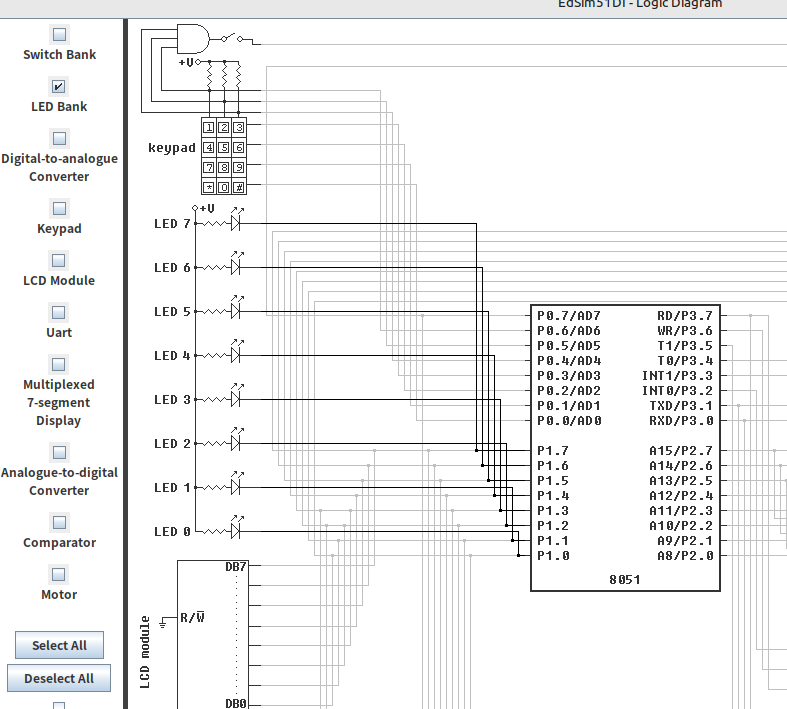 EdSim51DI - Logic Diagram
Switch Bank
LED Bank
Digital-to-analogue
Converter
Keypad
LCD Module
Uart
Multiplexed
7-segment
Display
Analogue-to-digital
Converter
Comparator
Motor
Select All
Deselect All
+V
keypad
1 2 3
4 5 6
7 8 9
* 0 #
+V
LED 7
LED 6
LED 5
LED 4
LED 3
LED 2
LED 1
LED 0
P0.7/AD7 RD/P3.7
P0.6/AD6 WR/P3.6
P0.5/AD5 T1/P3.5
P0.4/AD4 T0/P3.4
P0.3/AD3 INT1/P3.3
P0.2/AD2 INT0/P3.2
P0.1/AD1 TXD/P3.1
P0.0/AD0 RXD/P3.0
P1.7 A15/P2.7
P1.6 A14/P2.6
P1.5 A13/P2.5
P1.4 A12/P2.4
P1.3 A11/P2.3
P1.2 A10/P2.2
P1.1 A9/P2.1
P1.0 A8/P2.0
8051
LCD module
DB7
R/W̅
DB0